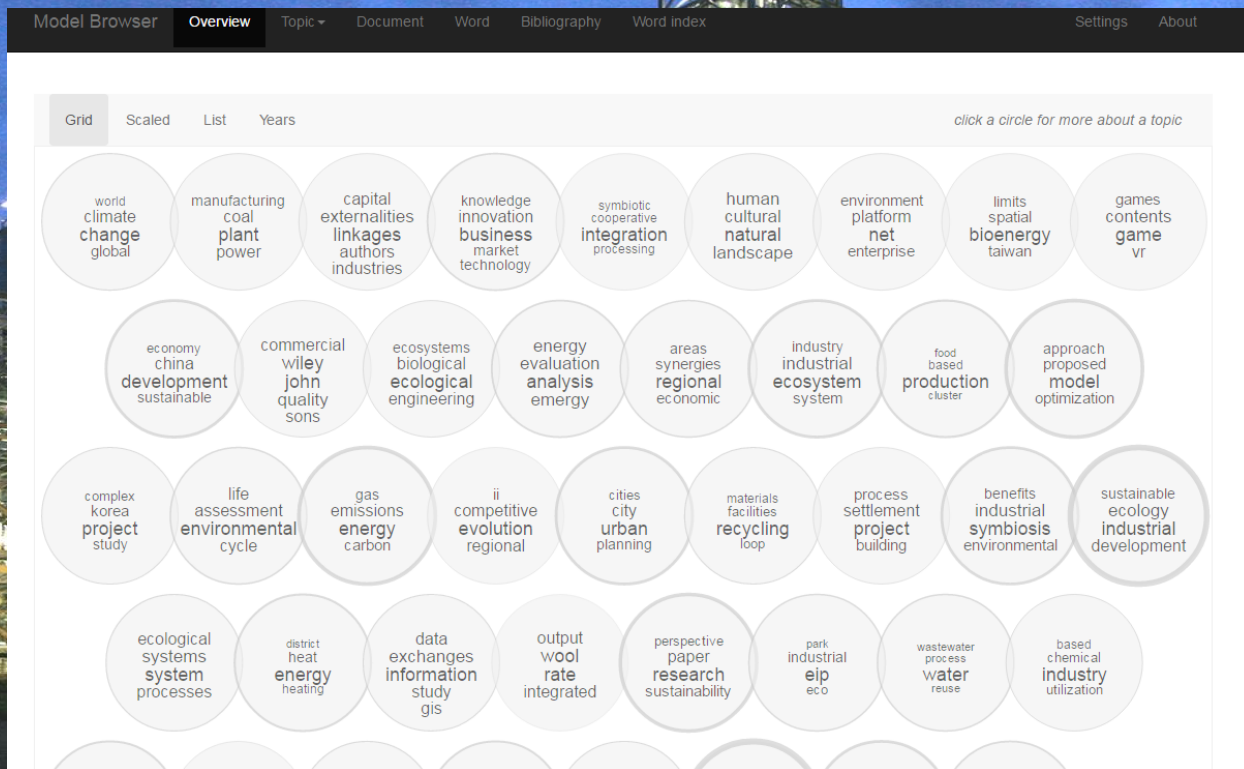 Model Browser Overview Topic Document Word Bibliography Word index Settings About
Grid Scaled List Years click a circle for more about a topic
world
climate
change
global
manufacturing
coal
plant
power
capital
externalities
linkages
authors
industries
knowledge
innovation
business
market
technology
symbiotic
cooperative
integration
processing
human
cultural
natural
landscape
environment
platform
net
enterprise
limits
spatial
bioenergy
taiwan
games
contents
game
vr
economy
china
development
sustainable
commercial
wiley
john
quality
sons
ecosystems
biological
ecological
engineering
energy
evaluation
analysis
emergy
areas
synergies
regional
economic
industry
industrial
ecosystem
system
food
based
production
cluster
approach
proposed
model
optimization
complex
korea
project
study
life
assessment
environmental
cycle
gas
emissions
energy
carbon
ii
competitive
evolution
regional
cities
city
urban
planning
materials
facilities
recycling
loop
process
settlement
project
building
benefits
industrial
symbiosis
environmental
sustainable
ecology
industrial
development
ecological
systems
system
processes
district
heat
energy
heating
data
exchanges
information
study
gis
output
wool
rate
integrated
perspective
paper
research
sustainability
park
industrial
eip
eco
wastewater
process
water
reuse
based
chemical
industry
utilization